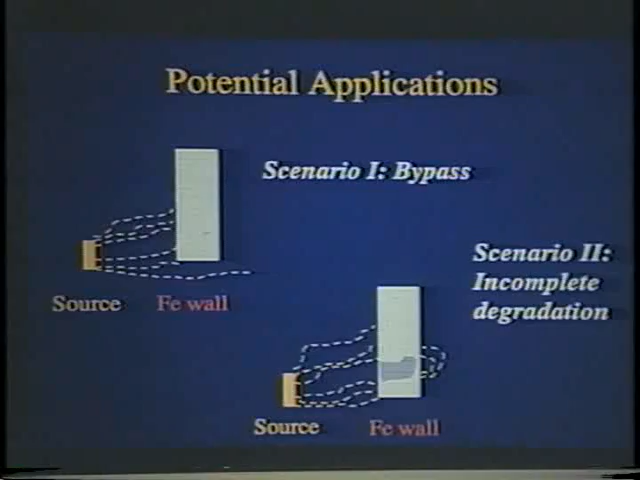 Potential Applications
Scenario I: Bypass
Source
Fe wall
Scenario II:
Incomplete
degradation
Source
Fe wall